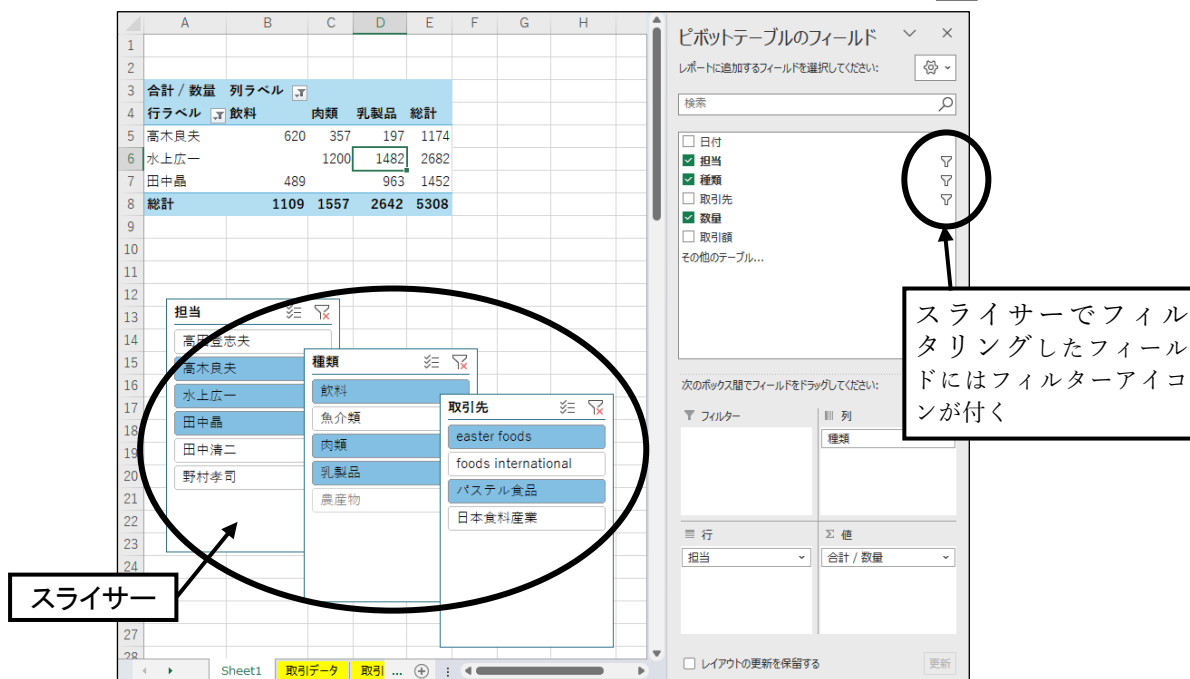 A B C D E F G H
1
2
3 合計 / 数量 列ラベル
4 行ラベル 飲料 肉類 乳製品 総計
5 高木良夫 620 357 197 1174
6 水上広一 1200 1482 2682
7 田中晶 489 963 1452
8 総計 1109 1557 2642 5308
9
10
11
12
13
14
15
16
17
18
19
20
21
22
23
24
27
28
担当
高田登志夫
高木良夫
水上広一
田中晶
田中清二
野村孝司
種類
飲料
魚介類
肉類
乳製品
農産物
取引先
easter foods
foods international
パステル食品
日本食料産業
スライサー
Sheet1 取引データ 取引 ...
ピボットテーブルのフィールド
レポートに追加するフィールドを選択してください:
検索
日付
担当
種類
取引先
数量
取引額
その他のテーブル...
スライサーでフィル
タリングしたフィール
ドにはフィルターアイコ
ンが付く
次のボックス間でフィールドをドラッグしてください:
フィルター
列
種類
行
担当
Σ 値
合計 / 数量
レイアウトの更新を保留する
更新